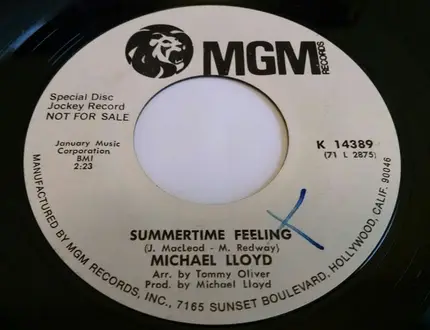 MGM
RECORDS
Special Disc
Jockey Record
NOT FOR SALE
January Music
Corporation
BMI
2:23
K 14389
(71 L 2875)
SUMMERTIME FEELING
(J. MacLeod - M. Redway)
MICHAEL LLOYD
Arr. by Tommy Oliver
Prod. by Michael Lloyd
MANUFACTURED BY MGM RECORDS, INC., 7165 SUNSET BOULEVARD, HOLLYWOOD, CALIF. 90046